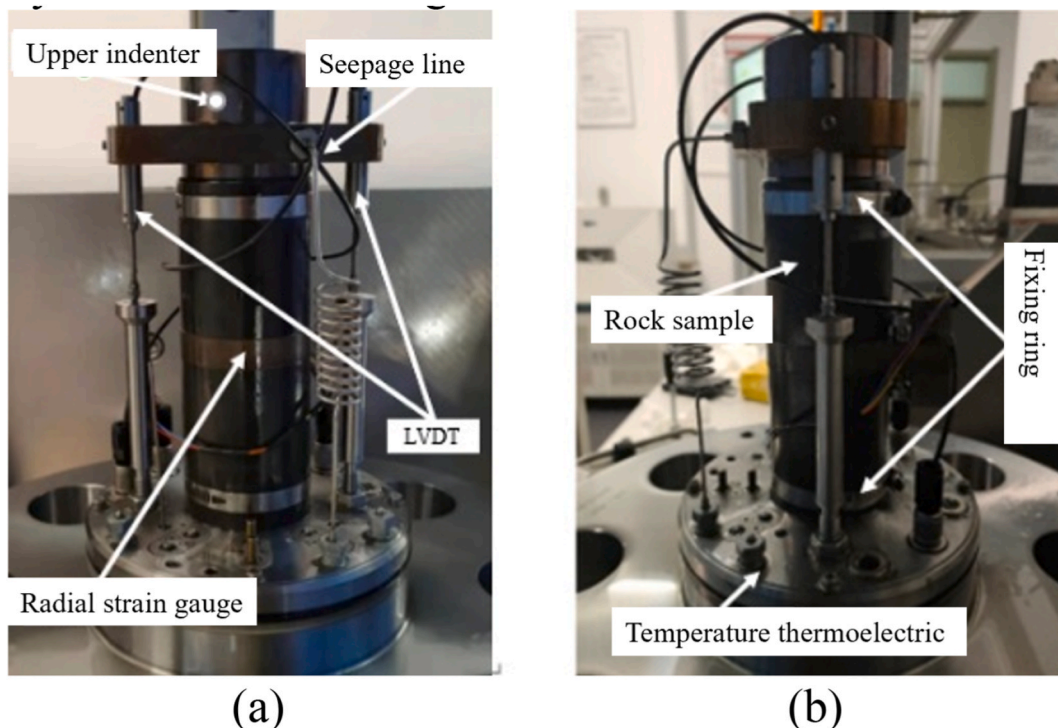 Upper indenter
Seepage line
LVDT
Radial strain gauge
(a)
Rock sample
Fixing ring
Temperature thermoelectric
(b)